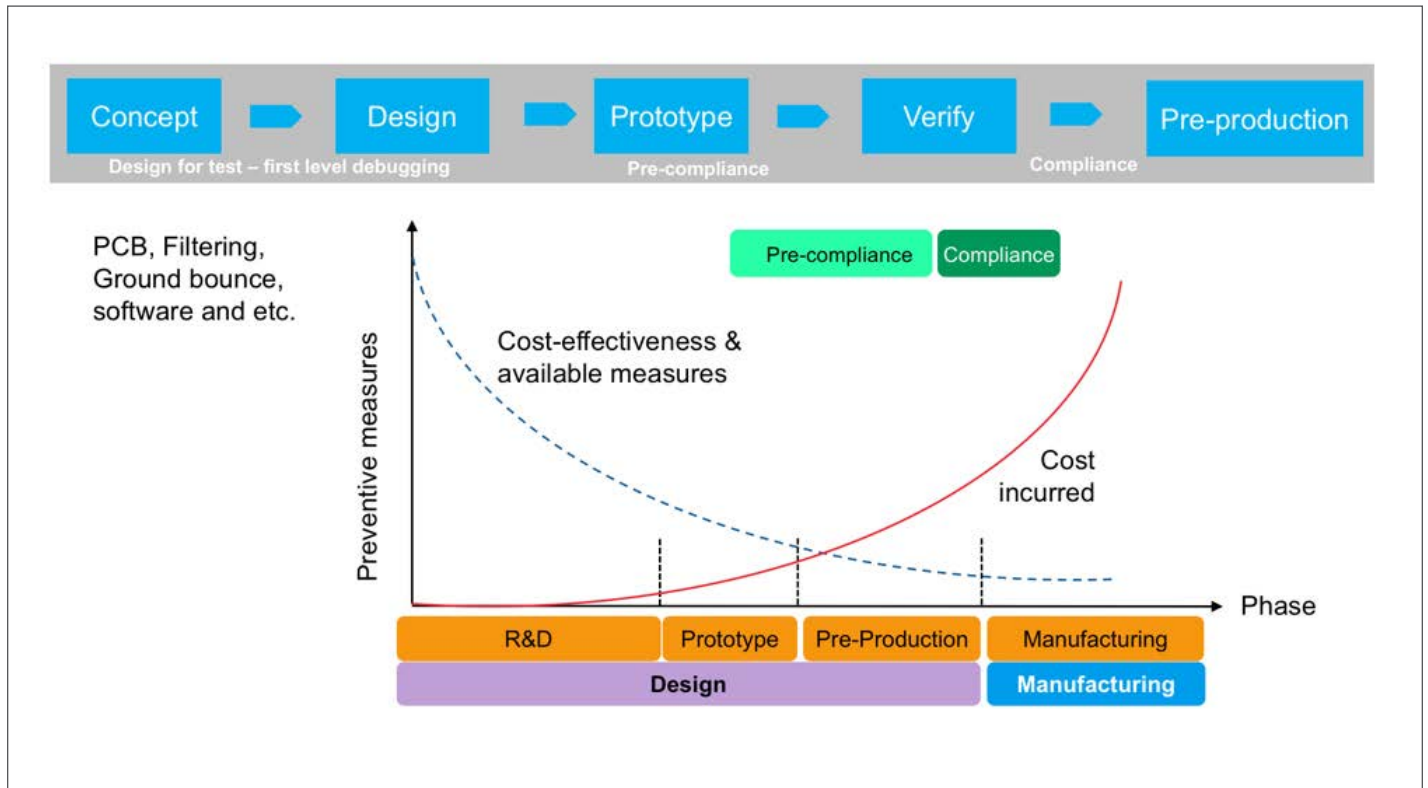 Concept
Design
Prototype
Verify
Pre-production
Design for test – first level debugging
Pre-compliance
Compliance
PCB, Filtering,
Ground bounce,
software and etc.
Pre-compliance
Compliance
Preventive measures
Cost-effectiveness &
available measures
Cost
incurred
Phase
R&D
Prototype
Pre-Production
Manufacturing
Design
Manufacturing